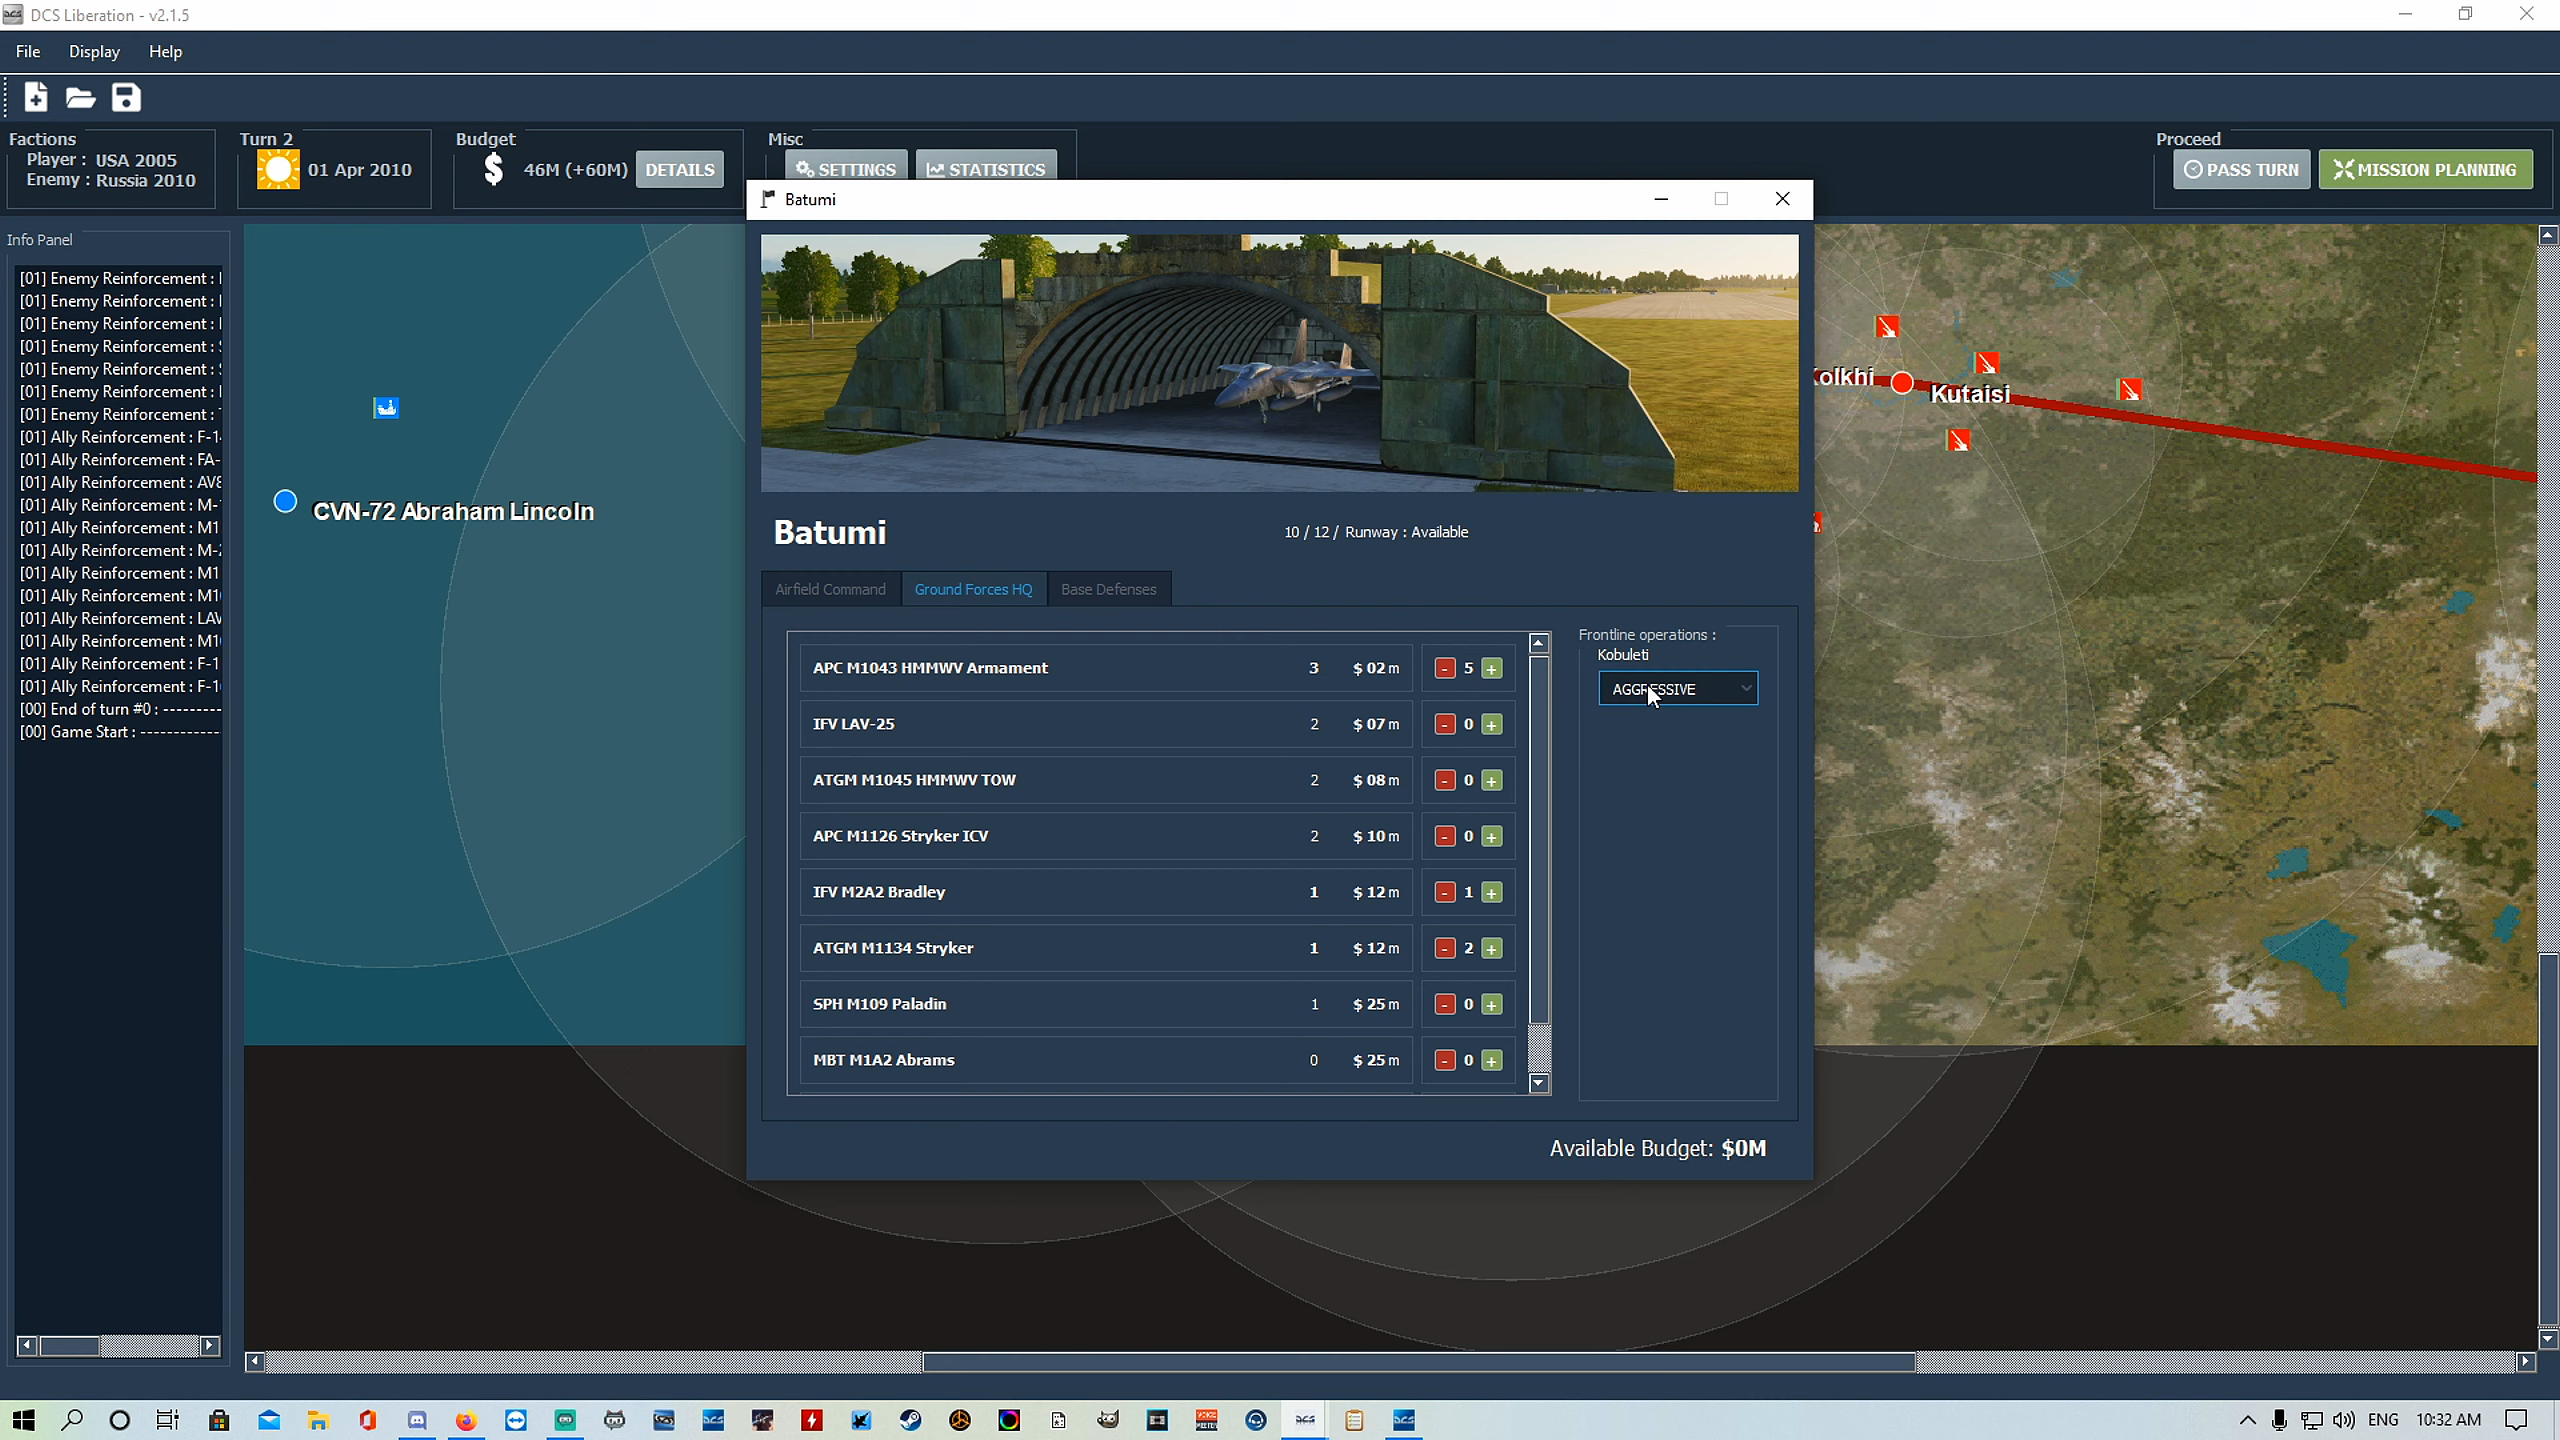 DCS Liberation - v2.1.5
File Display Help
Factions
Player : USA 2005
Enemy : Russia 2010
Turn 2
01 Apr 2010
Budget
$ 46M (+60M) DETAILS
Misc
SETTINGS STATISTICS
Proceed
PASS TURN MISSION PLANNING
Info Panel
[01] Enemy Reinforcement :
[01] Enemy Reinforcement :
[01] Enemy Reinforcement :
[01] Enemy Reinforcement :
[01] Enemy Reinforcement :
[01] Enemy Reinforcement :
[01] Enemy Reinforcement :
[01] Ally Reinforcement : F-1
[01] Ally Reinforcement : FA-
[01] Ally Reinforcement : AV8
[01] Ally Reinforcement : M-
[01] Ally Reinforcement : M1
[01] Ally Reinforcement : M-2
[01] Ally Reinforcement : M1
[01] Ally Reinforcement : M1
[01] Ally Reinforcement : LAV
[01] Ally Reinforcement : M1
[01] Ally Reinforcement : F-1
[01] Ally Reinforcement : F-1
[00] End of turn #0 : --------
[00] Game Start : ------------
CVN-72 Abraham Lincoln
Kolkhi
Kutaisi
Batumi
Batumi
10 / 12 / Runway : Available
Airfield Command Ground Forces HQ Base Defenses
APC M1043 HMMWV Armament 3 $ 02 m - 5 +
IFV LAV-25 2 $ 07 m - 0 +
ATGM M1045 HMMWV TOW 2 $ 08 m - 0 +
APC M1126 Stryker ICV 2 $ 10 m - 0 +
IFV M2A2 Bradley 1 $ 12 m - 1 +
ATGM M1134 Stryker 1 $ 12 m - 2 +
SPH M109 Paladin 1 $ 25 m - 0 +
MBT M1A2 Abrams 0 $ 25 m - 0 +
Frontline operations :
Kobuleti
AGGRESSIVE
Available Budget: $0M
ENG 10:32 AM